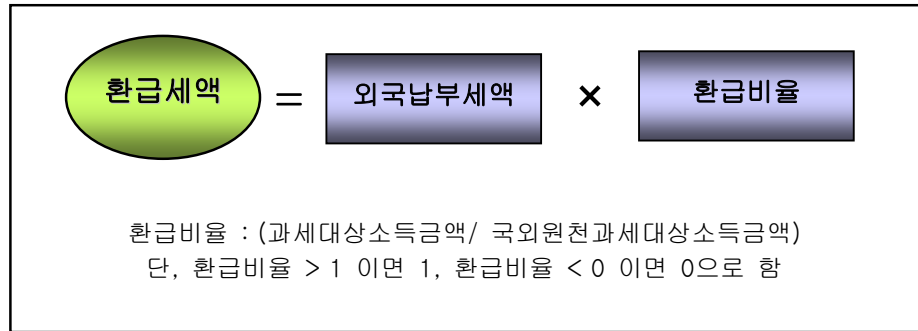 환급세액 = 외국납부세액 × 환급비율
환급비율 : (과세대상소득금액/ 국외원천과세대상소득금액)
단, 환급비율 > 1 이면 1, 환급비율 < 0 이면 0으로 함